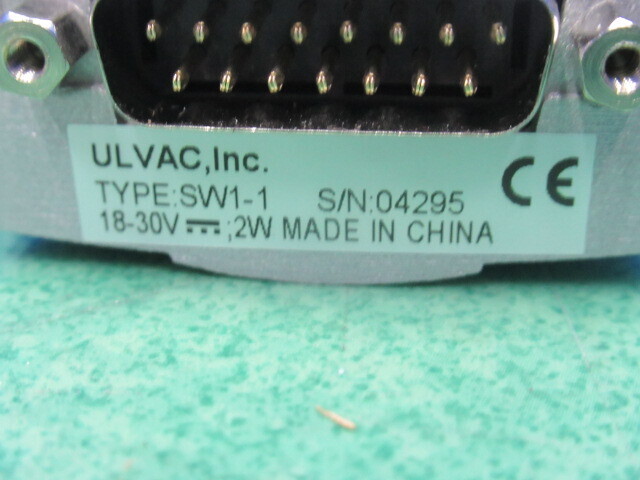 ULVAC,Inc.
TYPE:SW1-1 S/N:04295
18-30V⎓;2W MADE IN CHINA
CE